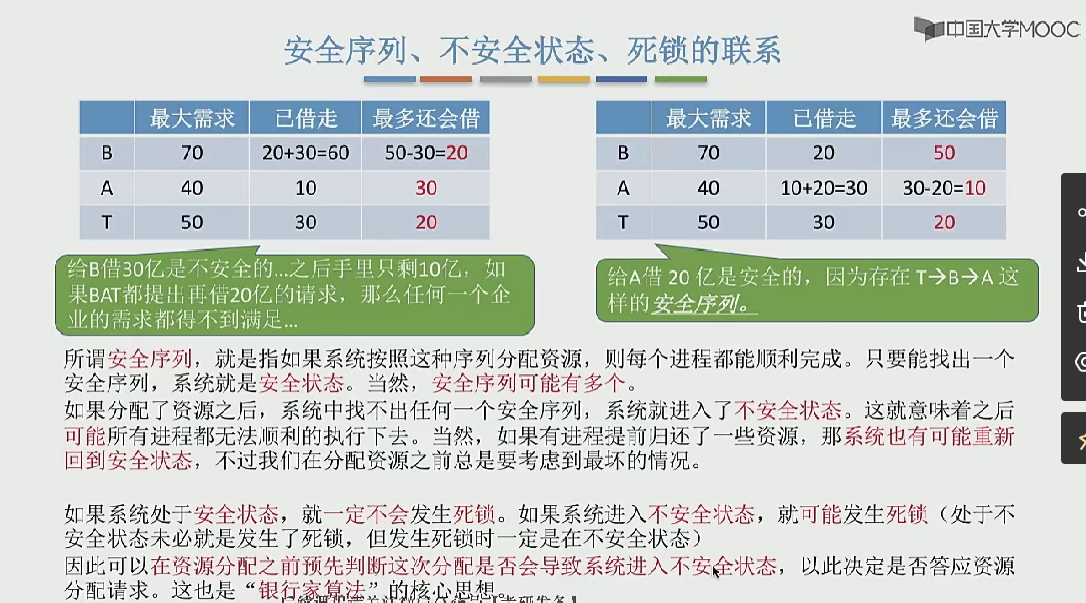 中国大学MOOC
安全序列、不安全状态、死锁的联系
最大需求 已借走 最多还会借
B 70 20+30=60 50-30=20
A 40 10 30
T 50 30 20
最大需求 已借走 最多还会借
B 70 20 50
A 40 10+20=30 30-20=10
T 50 30 20
给B借30亿是不安全的...之后手里只剩10亿，如
果BAT都提出再借20亿的请求，那么任何一个企
业的需求都得不到满足...
给A借 20 亿是安全的，因为存在 T→B→A 这
样的安全序列。
所谓安全序列，就是指如果系统按照这种序列分配资源，则每个进程都能顺利完成。只要能找出一个
安全序列，系统就是安全状态。当然，安全序列可能有多个。
如果分配了资源之后，系统中找不出任何一个安全序列，系统就进入了不安全状态。这就意味着之后
可能所有进程都无法顺利的执行下去。当然，如果有进程提前归还了一些资源，那系统也有可能重新
回到安全状态，不过我们在分配资源之前总是要考虑到最坏的情况。
如果系统处于安全状态，就一定不会发生死锁。如果系统进入不安全状态，就可能发生死锁（处于不
安全状态未必就是发生了死锁，但发生死锁时一定是在不安全状态）
因此可以在资源分配之前预先判断这次分配是否会导致系统进入不安全状态，以此决定是否答应资源
分配请求。这也是“银行家算法”的核心思想。